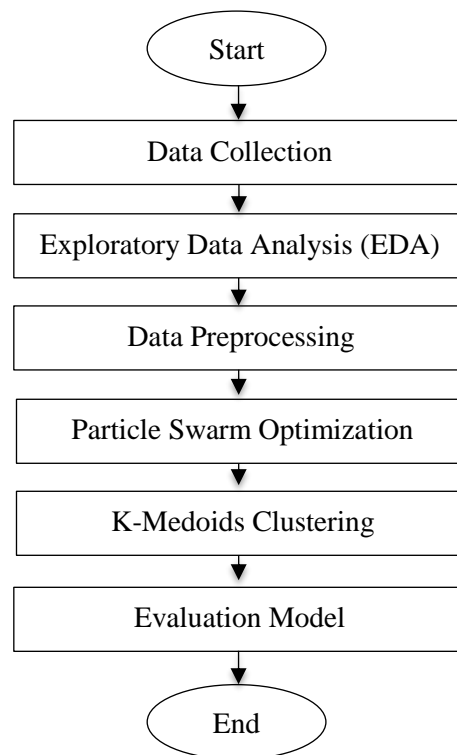 Start
Data Collection
Exploratory Data Analysis (EDA)
Data Preprocessing
Particle Swarm Optimization
K-Medoids Clustering
Evaluation Model
End